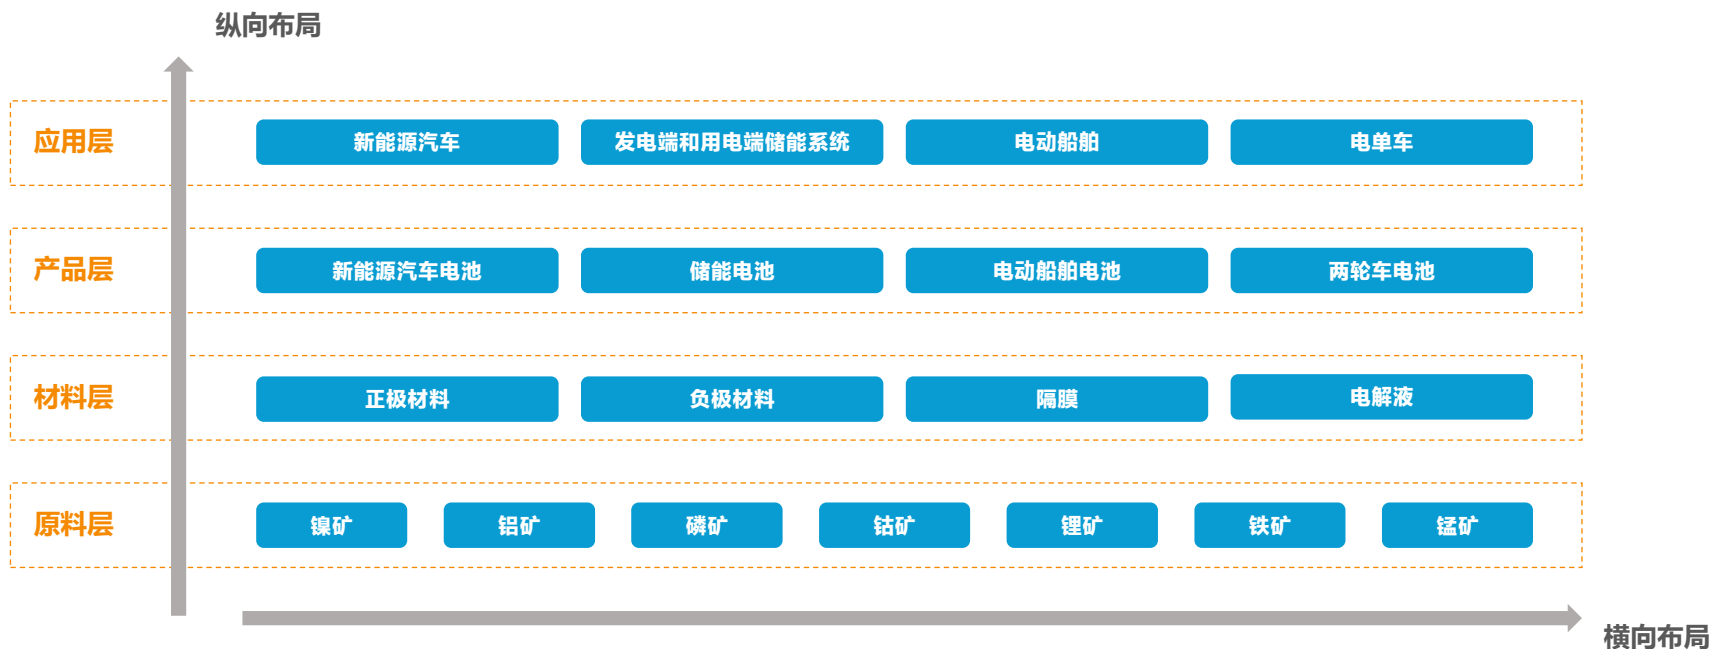 纵向布局
应用层
新能源汽车
发电端和用电端储能系统
电动船舶
电单车
产品层
新能源汽车电池
储能电池
电动船舶电池
两轮车电池
材料层
正极材料
负极材料
隔膜
电解液
原料层
镍矿
铝矿
磷矿
钴矿
锂矿
铁矿
锰矿
横向布局